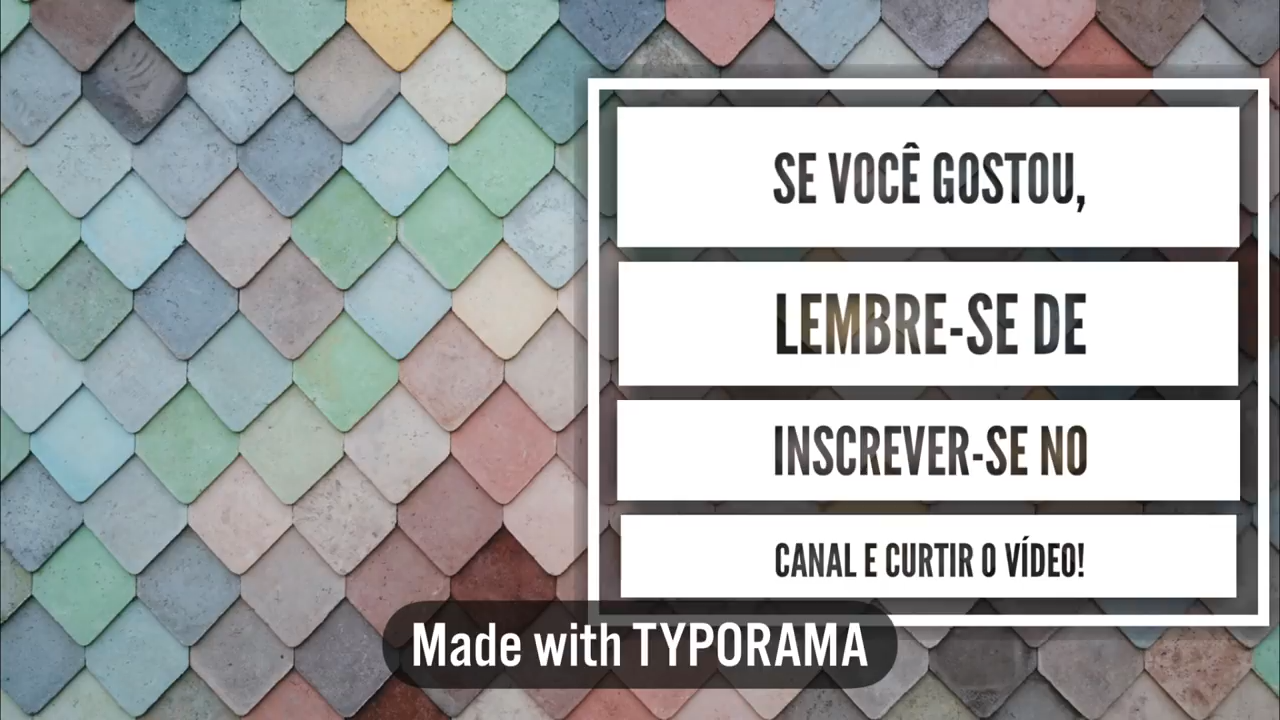 SE VOCÊ GOSTOU,
LEMBRE-SE DE
INSCREVER-SE NO
CANAL E CURTIR O VÍDEO!
Made with TYPORAMA